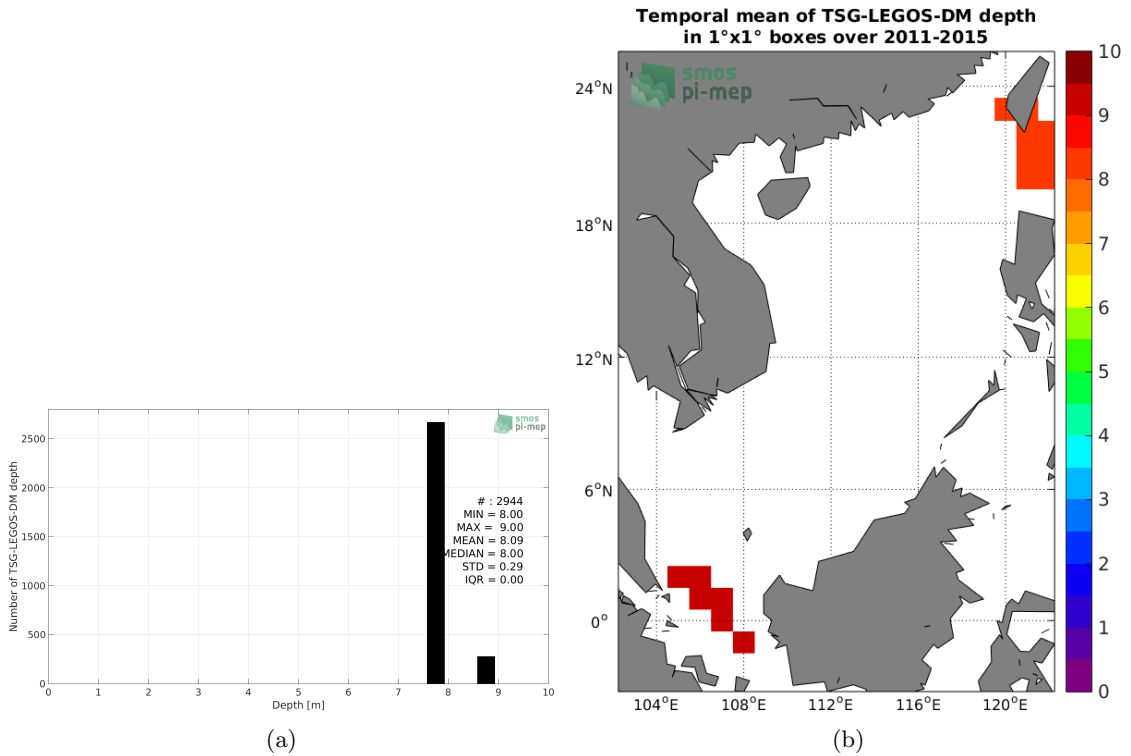 smos
pi-mep
2500
2000
1500
1000
500
0
Number of TSG-LEGOS-DM depth
# : 2944
MIN = 8.00
MAX = 9.00
MEAN = 8.09
MEDIAN = 8.00
STD = 0.29
IQR = 0.00
0 1 2 3 4 5 6 7 8 9 10
Depth [m]
(a)
Temporal mean of TSG-LEGOS-DM depth
in 1°x1° boxes over 2011-2015
smos
pi-mep
24°N
18°N
12°N
6°N
0°
104°E 108°E 112°E 116°E 120°E
10
9
8
7
6
5
4
3
2
1
0
(b)